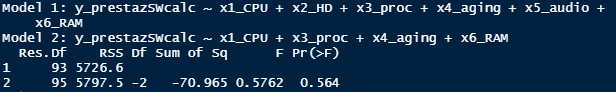 Model 1: y_prestazSWcalc ~ x1_CPU + x2_HD + x3_proc + x4_aging + x5_audio +
    x6_RAM
Model 2: y_prestazSWcalc ~ x1_CPU + x3_proc + x4_aging + x6_RAM
  Res.Df    RSS Df Sum of Sq      F Pr(>F)
1     93 5726.6
2     95 5797.5 -2   -70.965 0.5762  0.564